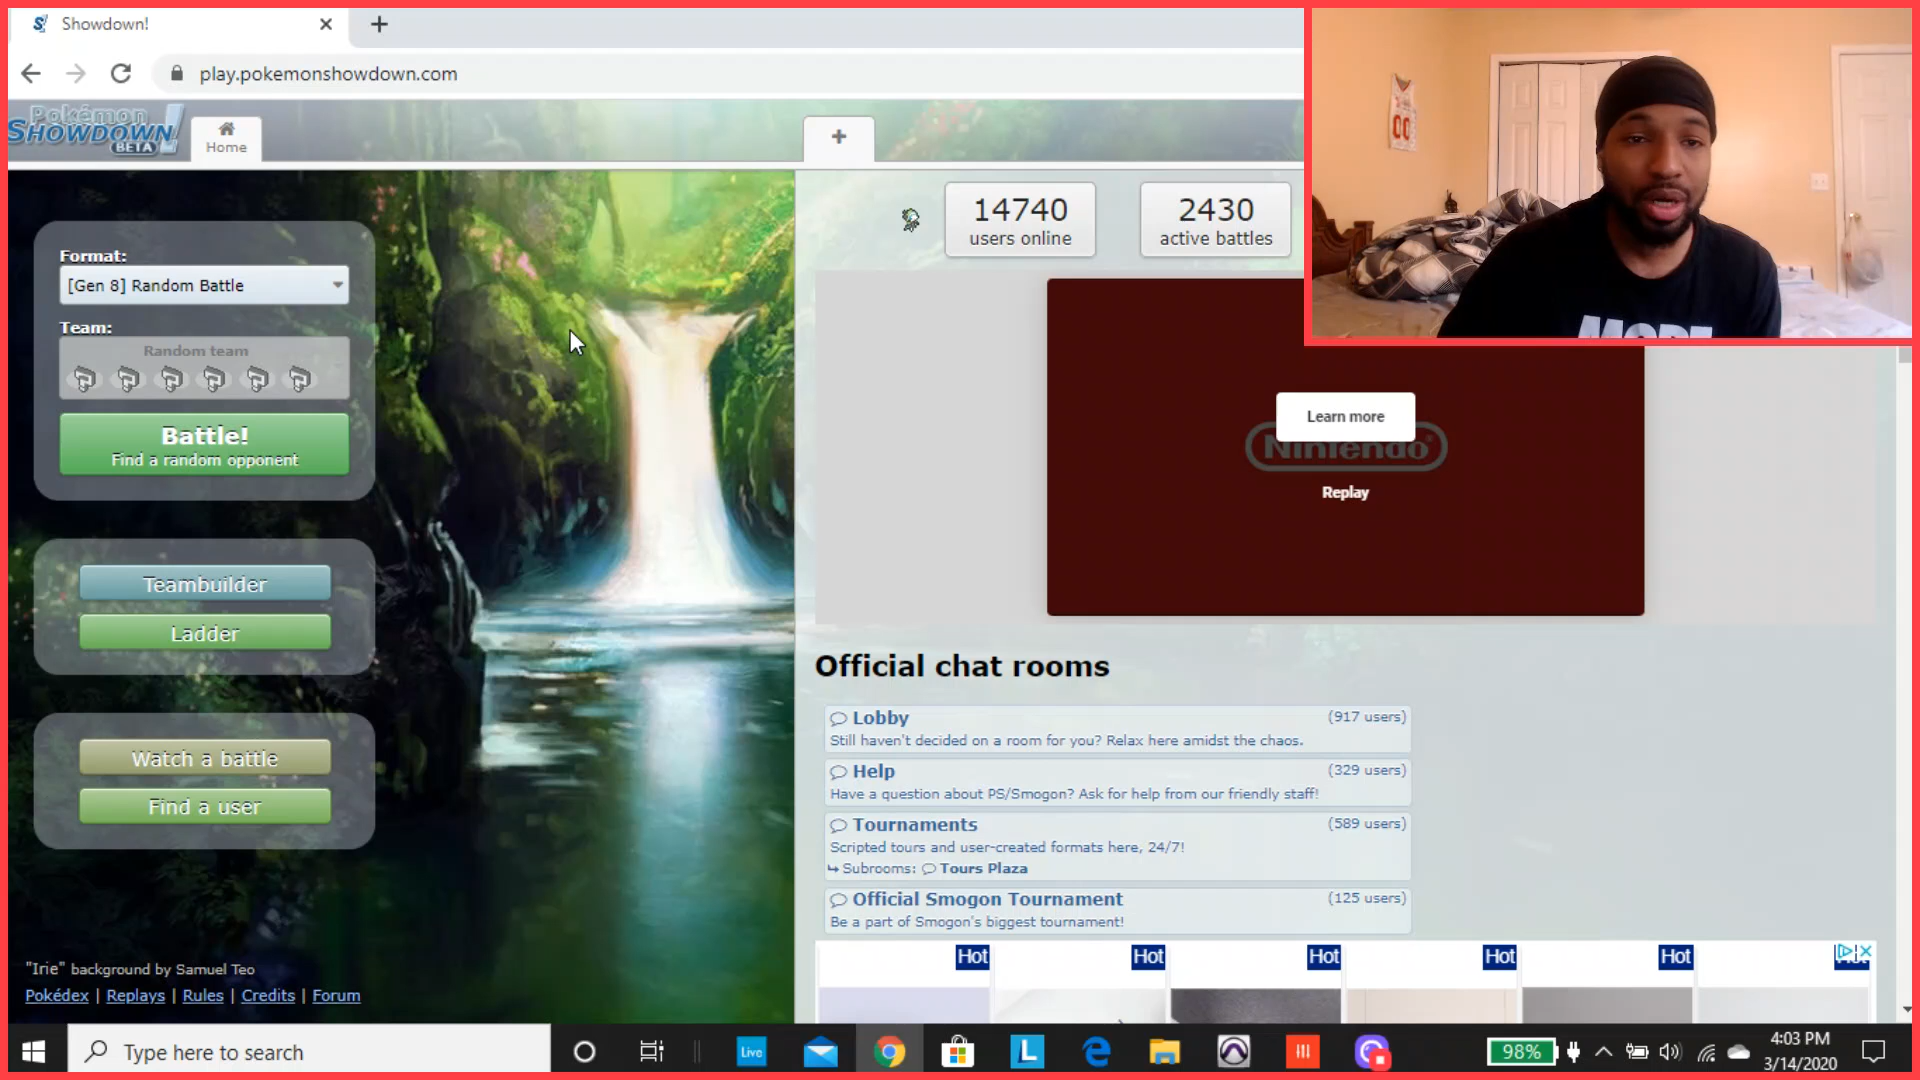 Showdown!
play.pokemonshowdown.com
Pokémon
SHOWDOWN!
BETA
Home
14740
users online
2430
active battles
Format:
[Gen 8] Random Battle
Team:
Random team
Battle!
Find a random opponent
Teambuilder
Ladder
Watch a battle
Find a user
"Irie" background by Samuel Teo
Pokédex | Replays | Rules | Credits | Forum
Learn more
Nintendo
Replay
00
MORE
Official chat rooms
Lobby (917 users)
Still haven't decided on a room for you? Relax here amidst the chaos.
Help (329 users)
Have a question about PS/Smogon? Ask for help from our friendly staff!
Tournaments (589 users)
Scripted tours and user-created formats here, 24/7!
Subrooms: Tours Plaza
Official Smogon Tournament (125 users)
Be a part of Smogon's biggest tournament!
Hot Hot Hot Hot Hot Hot
Type here to search
Live
L
98%
4:03 PM
3/14/2020